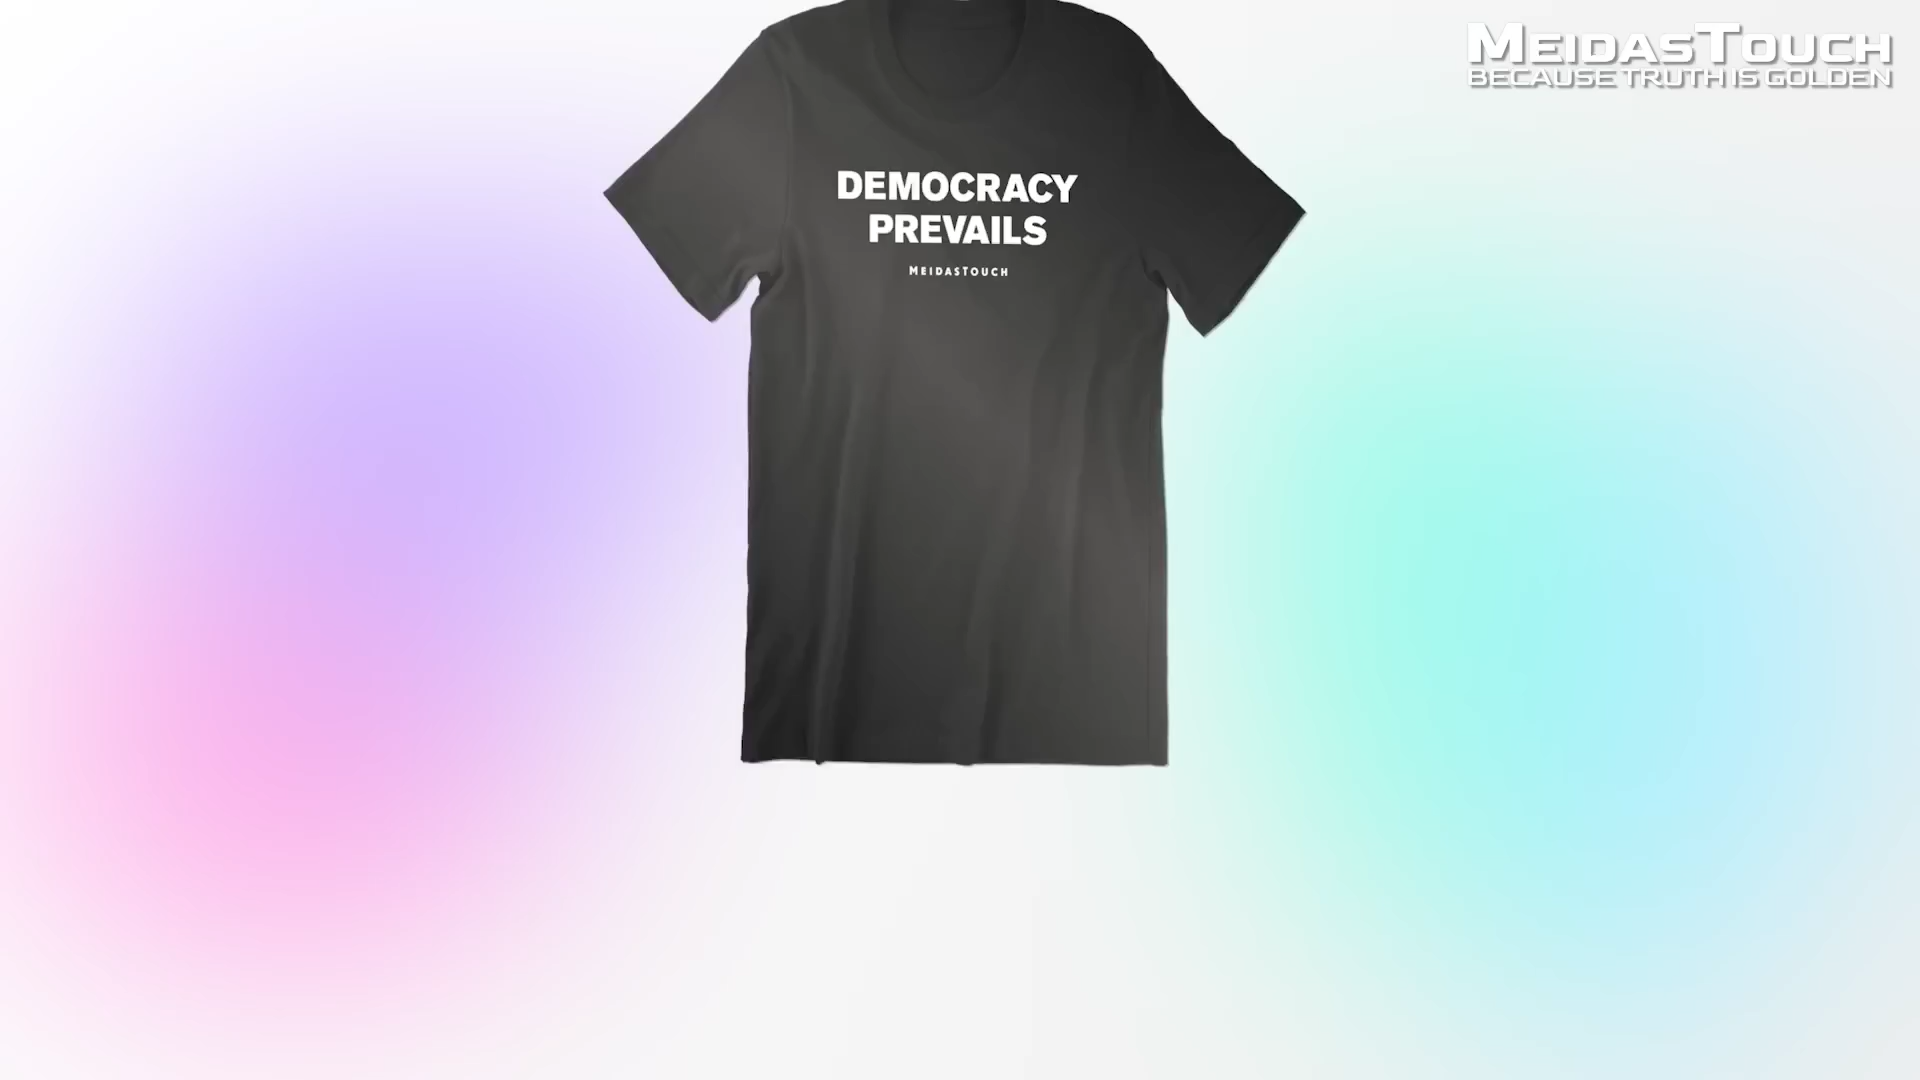 MEIDASTOUCH
BECAUSE TRUTH IS GOLDEN
DEMOCRACY
PREVAILS
MEIDASTOUCH